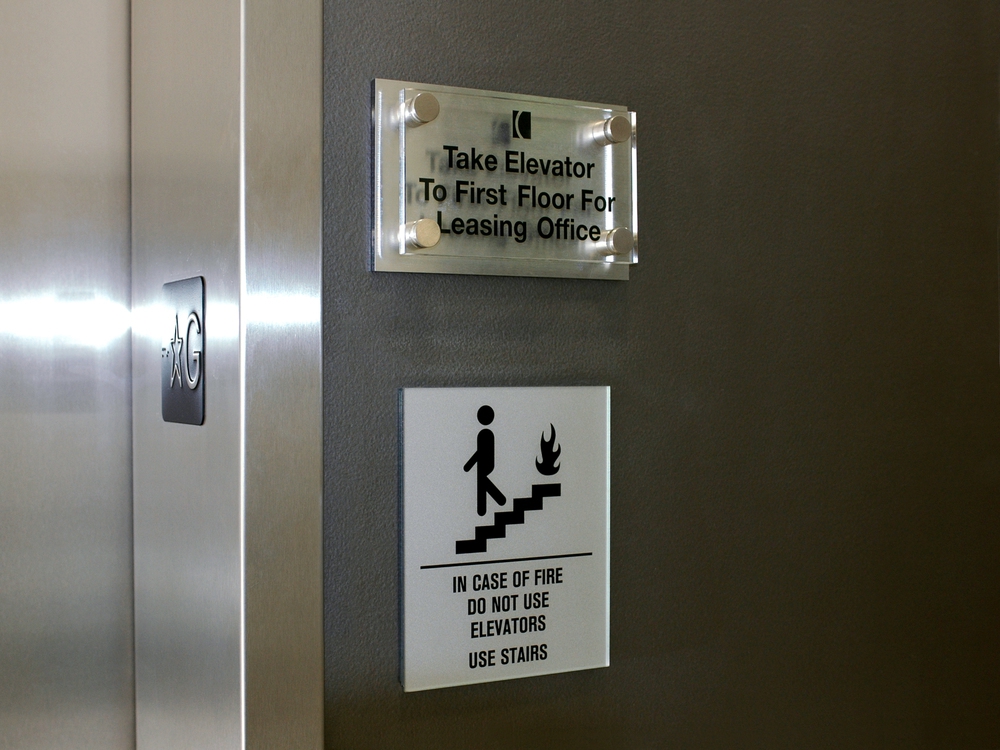 Take Elevator
To First Floor For
Leasing Office
☆G
IN CASE OF FIRE
DO NOT USE
ELEVATORS
USE STAIRS